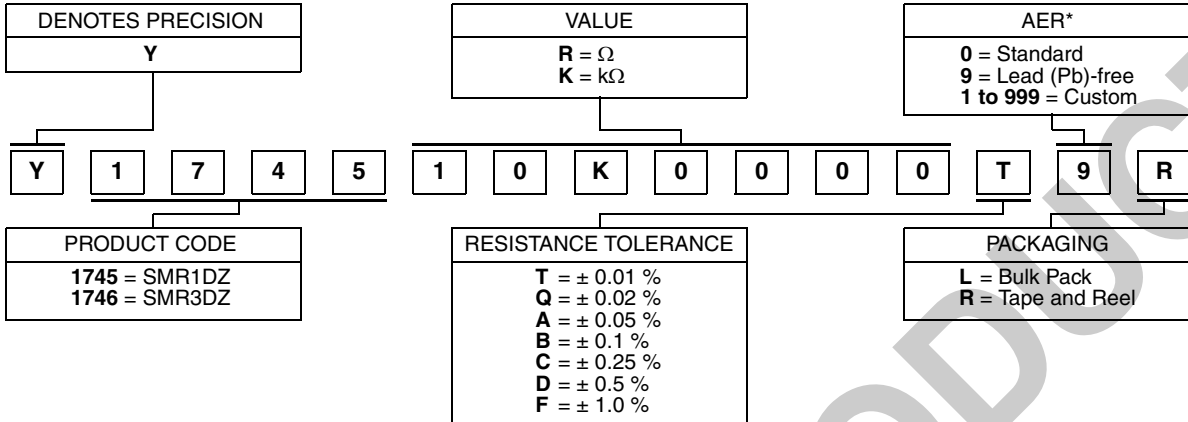 DENOTES PRECISION
Y
VALUE
R = Ω
K = kΩ
AER*
0 = Standard
9 = Lead (Pb)-free
1 to 999 = Custom
Y 1 7 4 5 1 0 K 0 0 0 0 T 9 R
PRODUCT CODE
1745 = SMR1DZ
1746 = SMR3DZ
RESISTANCE TOLERANCE
T = ± 0.01 %
Q = ± 0.02 %
A = ± 0.05 %
B = ± 0.1 %
C = ± 0.25 %
D = ± 0.5 %
F = ± 1.0 %
PACKAGING
L = Bulk Pack
R = Tape and Reel